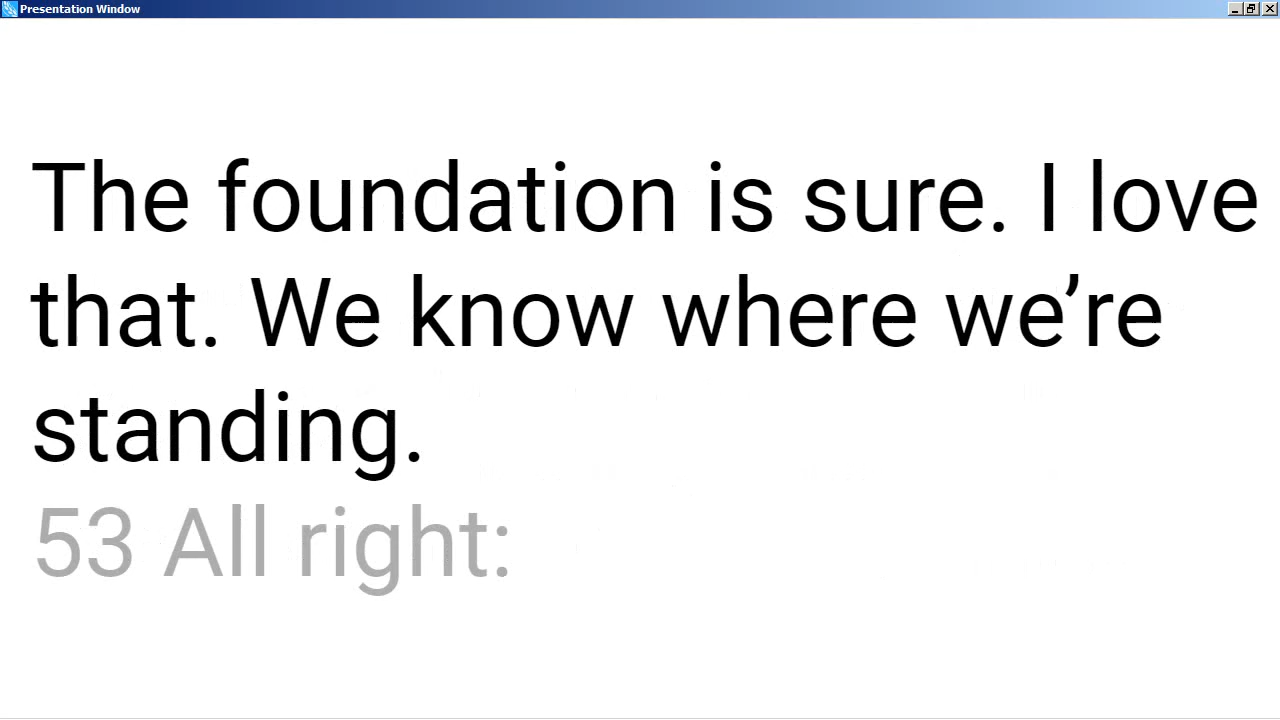 Presentation Window
The foundation is sure. I love
that. We know where we’re
standing.
53 All right: